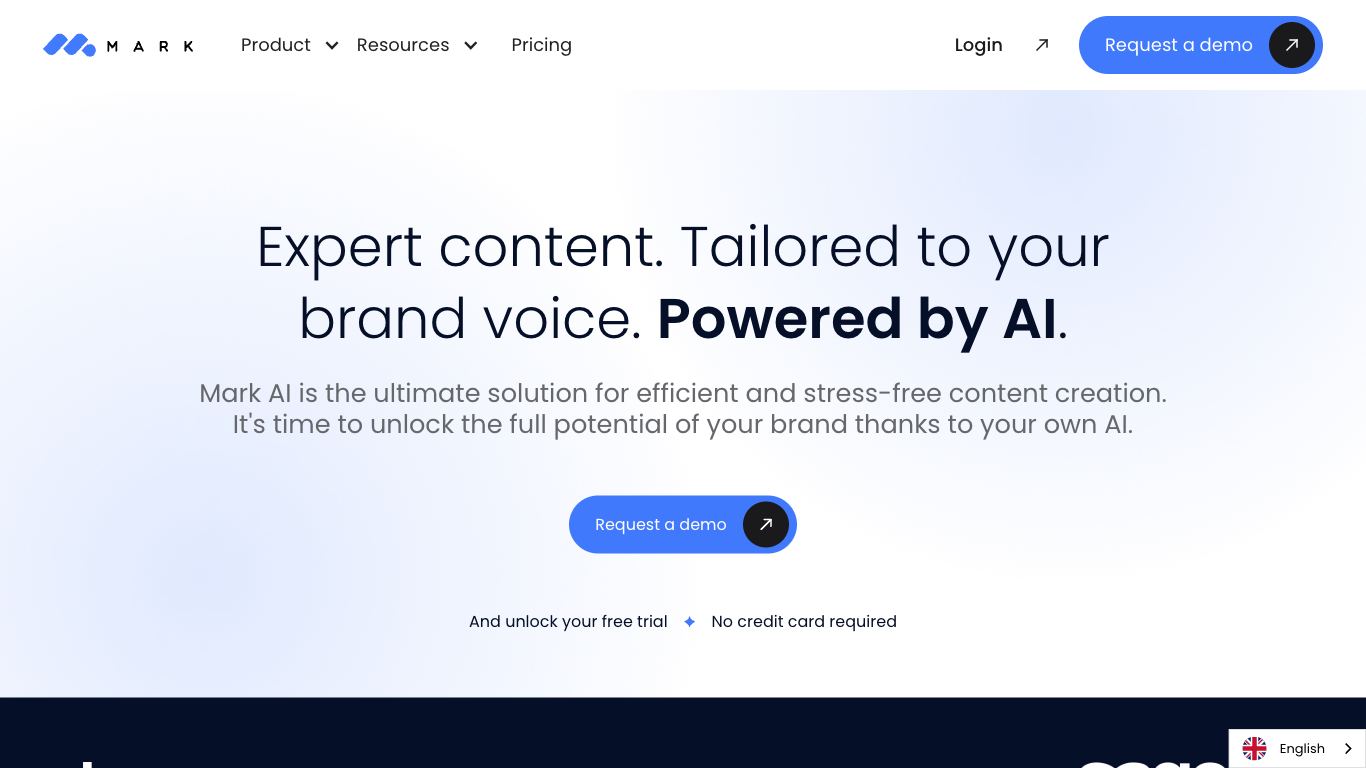 MARK
Product
Resources
Pricing
Login
Request a demo
Expert content. Tailored to your
brand voice. Powered by AI.
Mark AI is the ultimate solution for efficient and stress-free content creation.
It's time to unlock the full potential of your brand thanks to your own AI.
Request a demo
And unlock your free trial
No credit card required
English